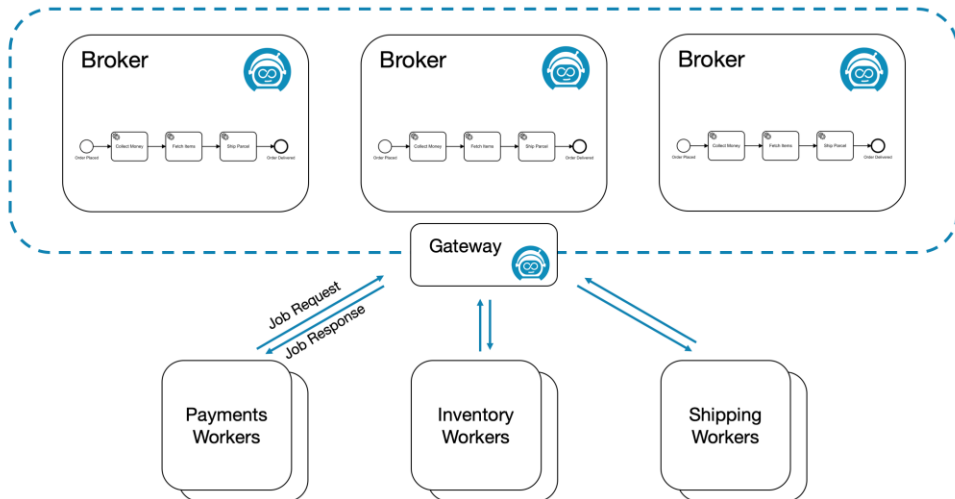 Broker
Order Placed
Collect Money
Fetch Items
Ship Parcel
Order Delivered
Broker
Order Placed
Collect Money
Fetch Items
Ship Parcel
Order Delivered
Broker
Order Placed
Collect Money
Fetch Items
Ship Parcel
Order Delivered
Gateway
Job Request
Job Response
Payments
Workers
Inventory
Workers
Shipping
Workers